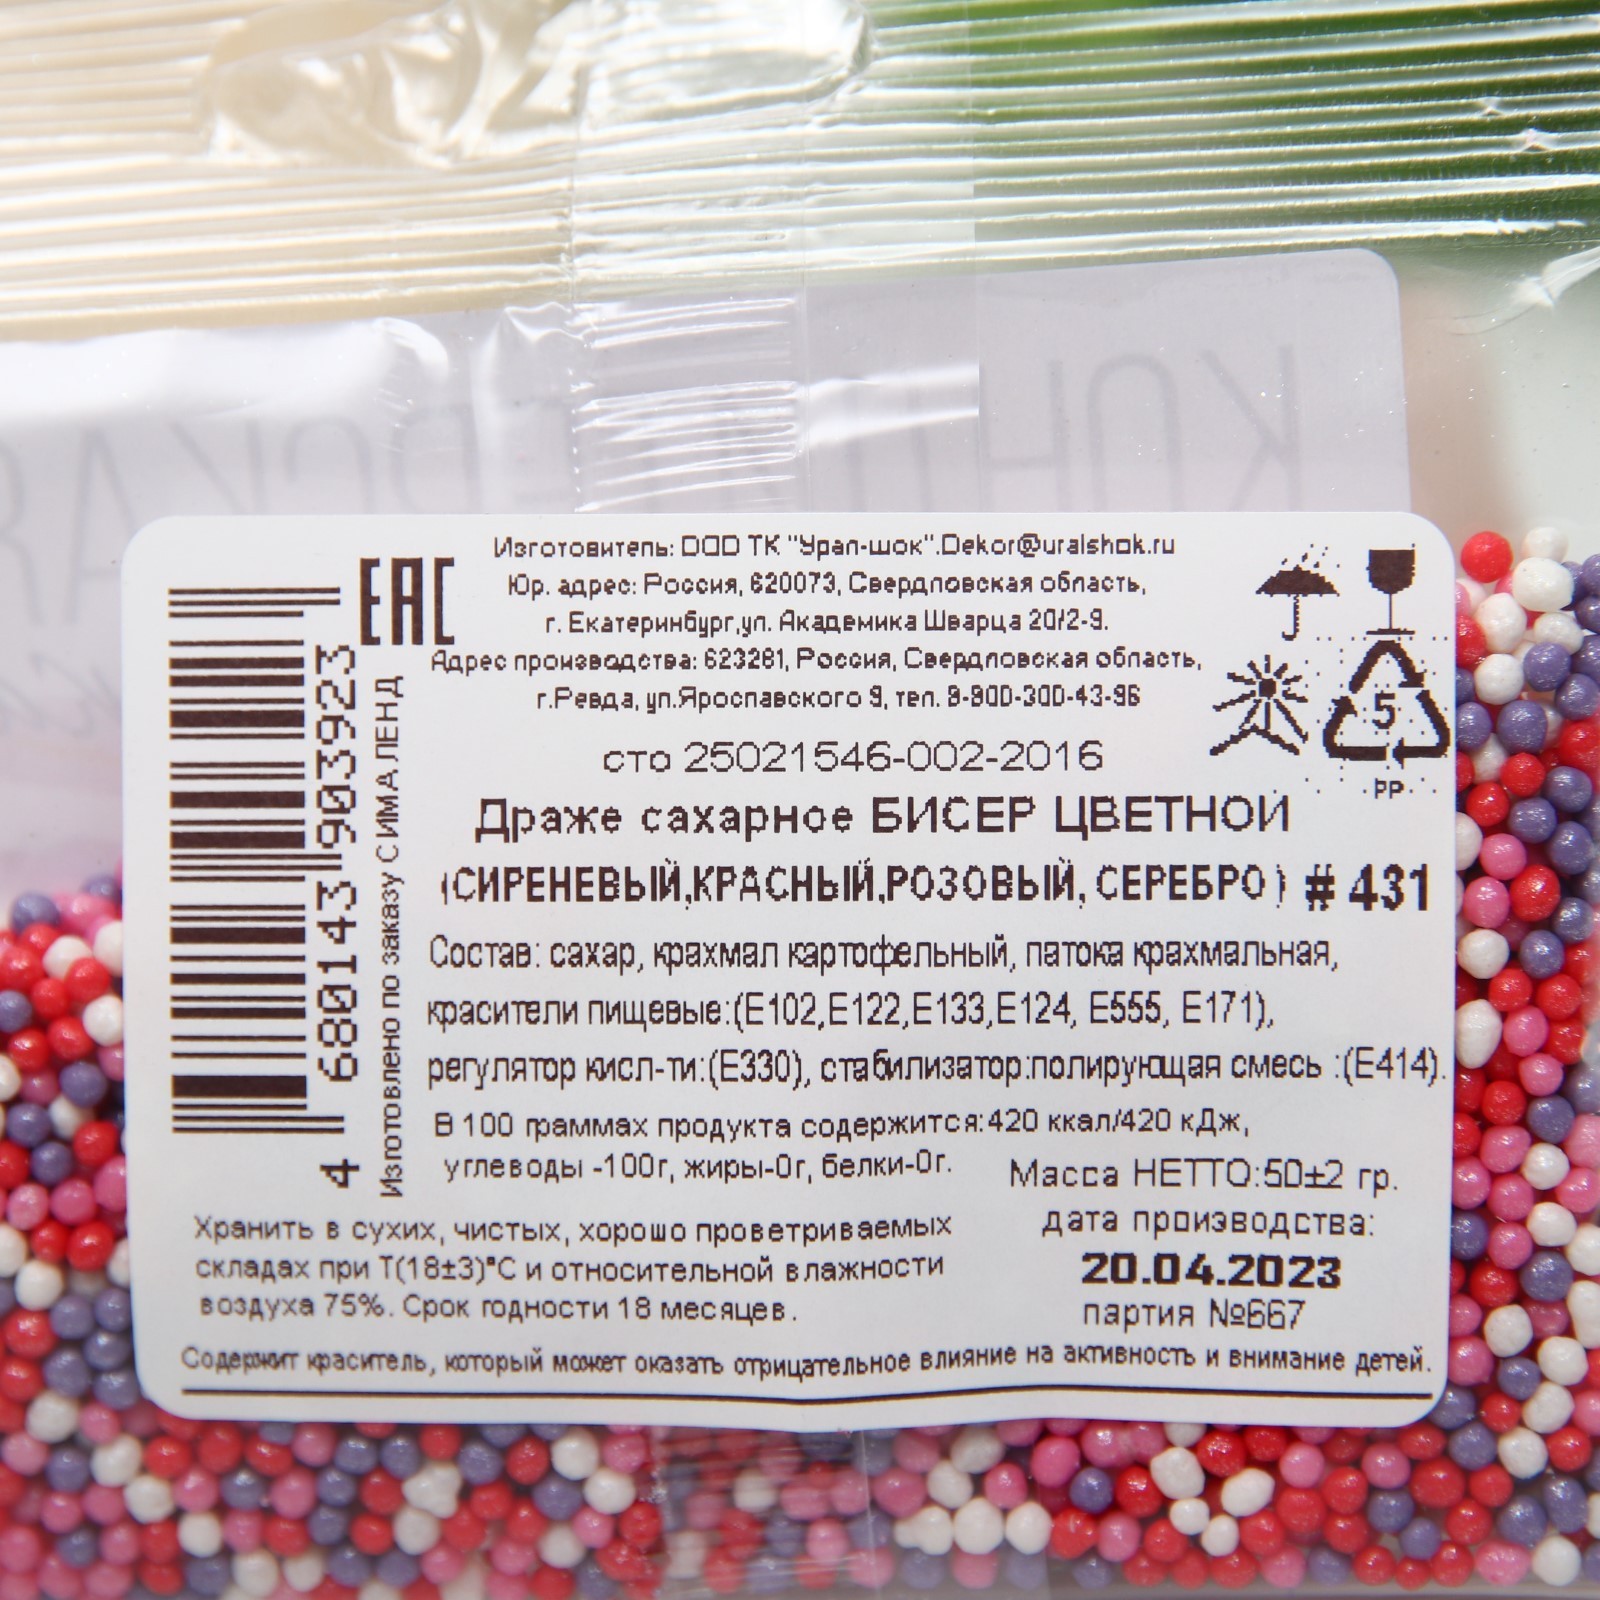 Изготовитель: ООО ТК "Урал-шок".Dekor@uralshok.ru
Юр. адрес: Россия, 620073, Свердловская область,
г. Екатеринбург,ул. Академика Шварца 20/2-9.
Адрес производства: 623281, Россия, Свердловская область,
г.Ревда, ул.Ярославского 9, тел. 8-900-300-43-96
сто 25021546-002-2016
Драже сахарное БИСЕР ЦВЕТНОЙ
(СИРЕНЕВЫЙ,КРАСНЫЙ,РОЗОВЫЙ, СЕРЕБРО) # 431
Состав: сахар, крахмал картофельный, патока крахмальная,
красители пищевые:(Е102,Е122,Е133,Е124, Е555, Е171),
регулятор кисл-ти:(Е330), стабилизатор:полирующая смесь :(Е414).
В 100 граммах продукта содержится:420 ккал/420 кДж,
углеводы -100г, жиры-0г, белки-0г.
Масса НЕТТО:50±2 гр.
дата производства:
20.04.2023
партия №667
Хранить в сухих, чистых, хорошо проветриваемых
складах при Т(18±3)°С и относительной влажности
воздуха 75%. Срок годности 18 месяцев.
Содержит краситель, который может оказать отрицательное влияние на активность и внимание детей.
EAC
4 680143 903923
Изготовлено по заказу СИМА ЛЕНД
5
PP